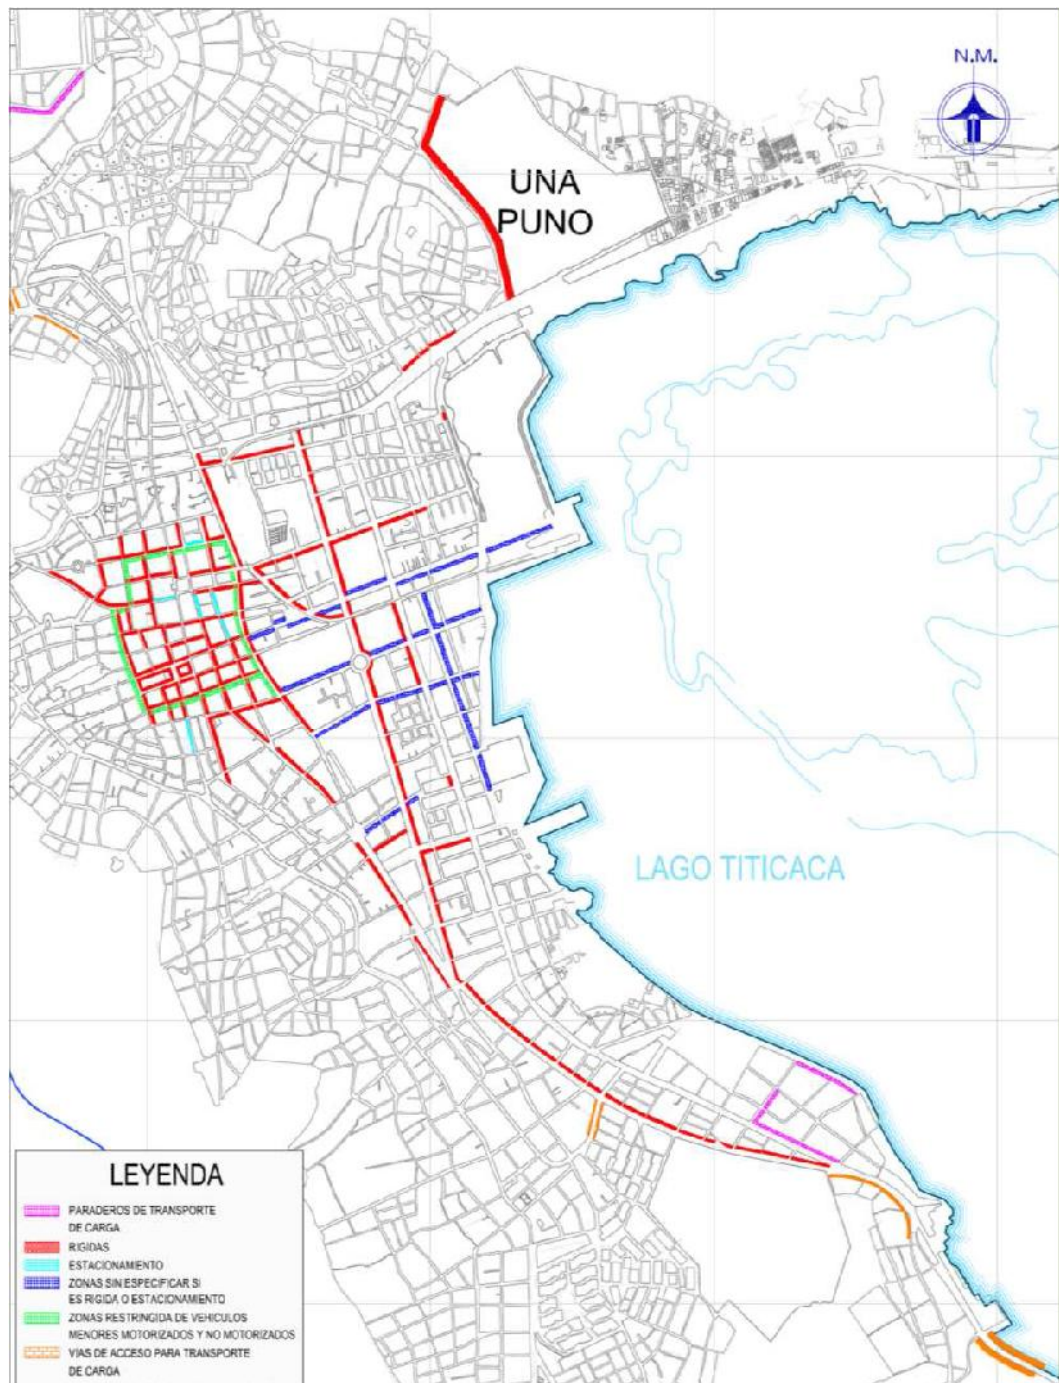 N.M.
UNA
PUNO
LAGO TITICACA
LEYENDA
PARADEROS DE TRANSPORTE
DE CARGA
RIGIDAS
ESTACIONAMIENTO
ZONAS SIN ESPECIFICAR SI
ES RIGIDA O ESTACIONAMIENTO
ZONAS RESTRINGIDA DE VEHICULOS
MENORES MOTORIZADOS Y NO MOTORIZADOS
VIAS DE ACCESO PARA TRANSPORTE
DE CARGA